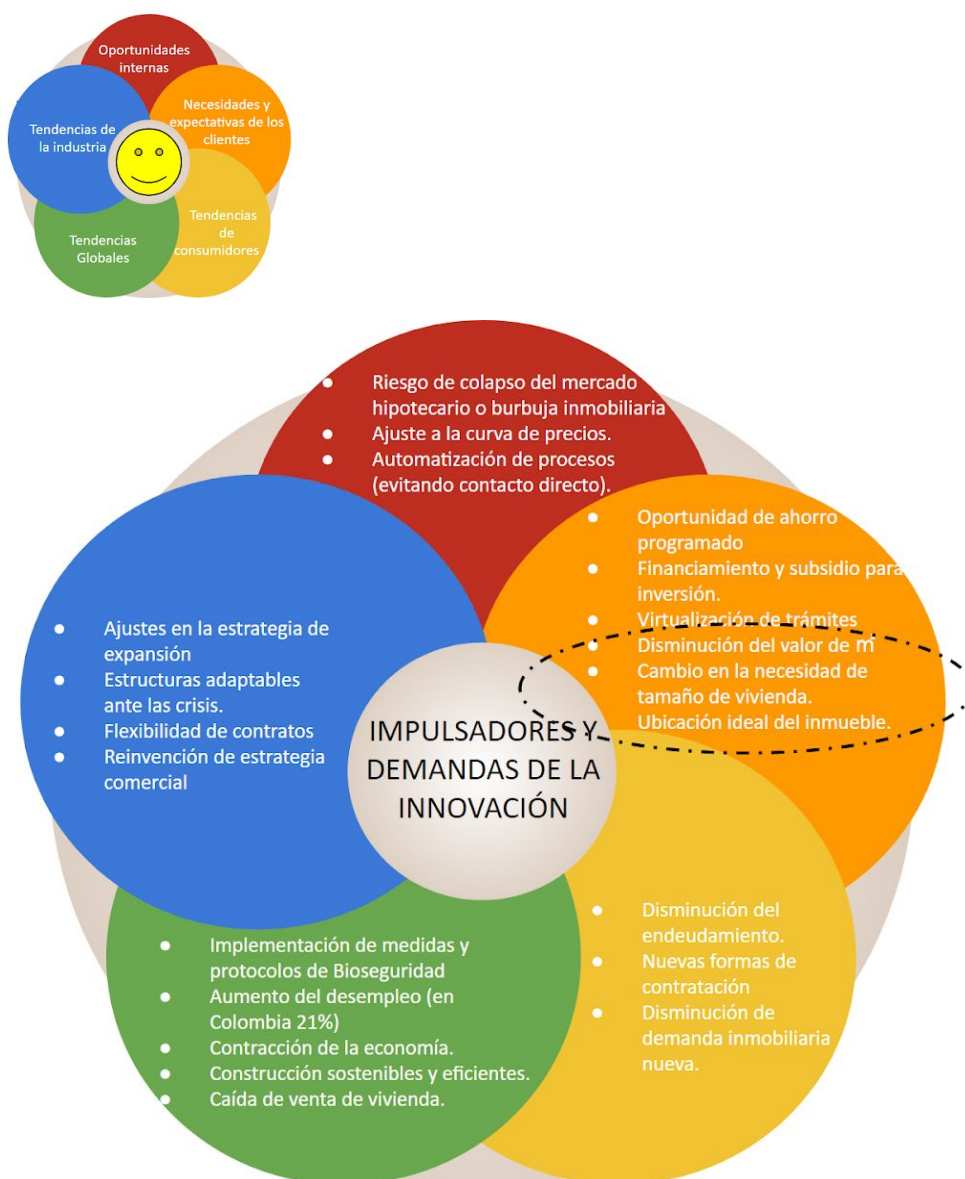 Oportunidades
internas
Necesidades y
expectativas de los
clientes
Tendencias de
la industria
Tendencias
de
consumidores
Tendencias
Globales
● Riesgo de colapso del mercado
hipotecario o burbuja inmobiliaria
● Ajuste a la curva de precios.
● Automatización de procesos
(evitando contacto directo).
● Oportunidad de ahorro
programado
● Financiamiento y subsidio para
inversión.
● Virtualización de trámites
● Disminución del valor de m²
● Cambio en la necesidad de
tamaño de vivienda.
Ubicación ideal del inmueble.
● Ajustes en la estrategia de
expansión
● Estructuras adaptables
ante las crisis.
● Flexibilidad de contratos
● Reinvención de estrategia
comercial
IMPULSADORES Y
DEMANDAS DE LA
INNOVACIÓN
● Disminución del
endeudamiento.
● Nuevas formas de
contratación
● Disminución de
demanda inmobiliaria
nueva.
● Implementación de medidas y
protocolos de Bioseguridad
● Aumento del desempleo (en
Colombia 21%)
● Contracción de la economía.
● Construcción sostenibles y eficientes.
● Caída de venta de vivienda.